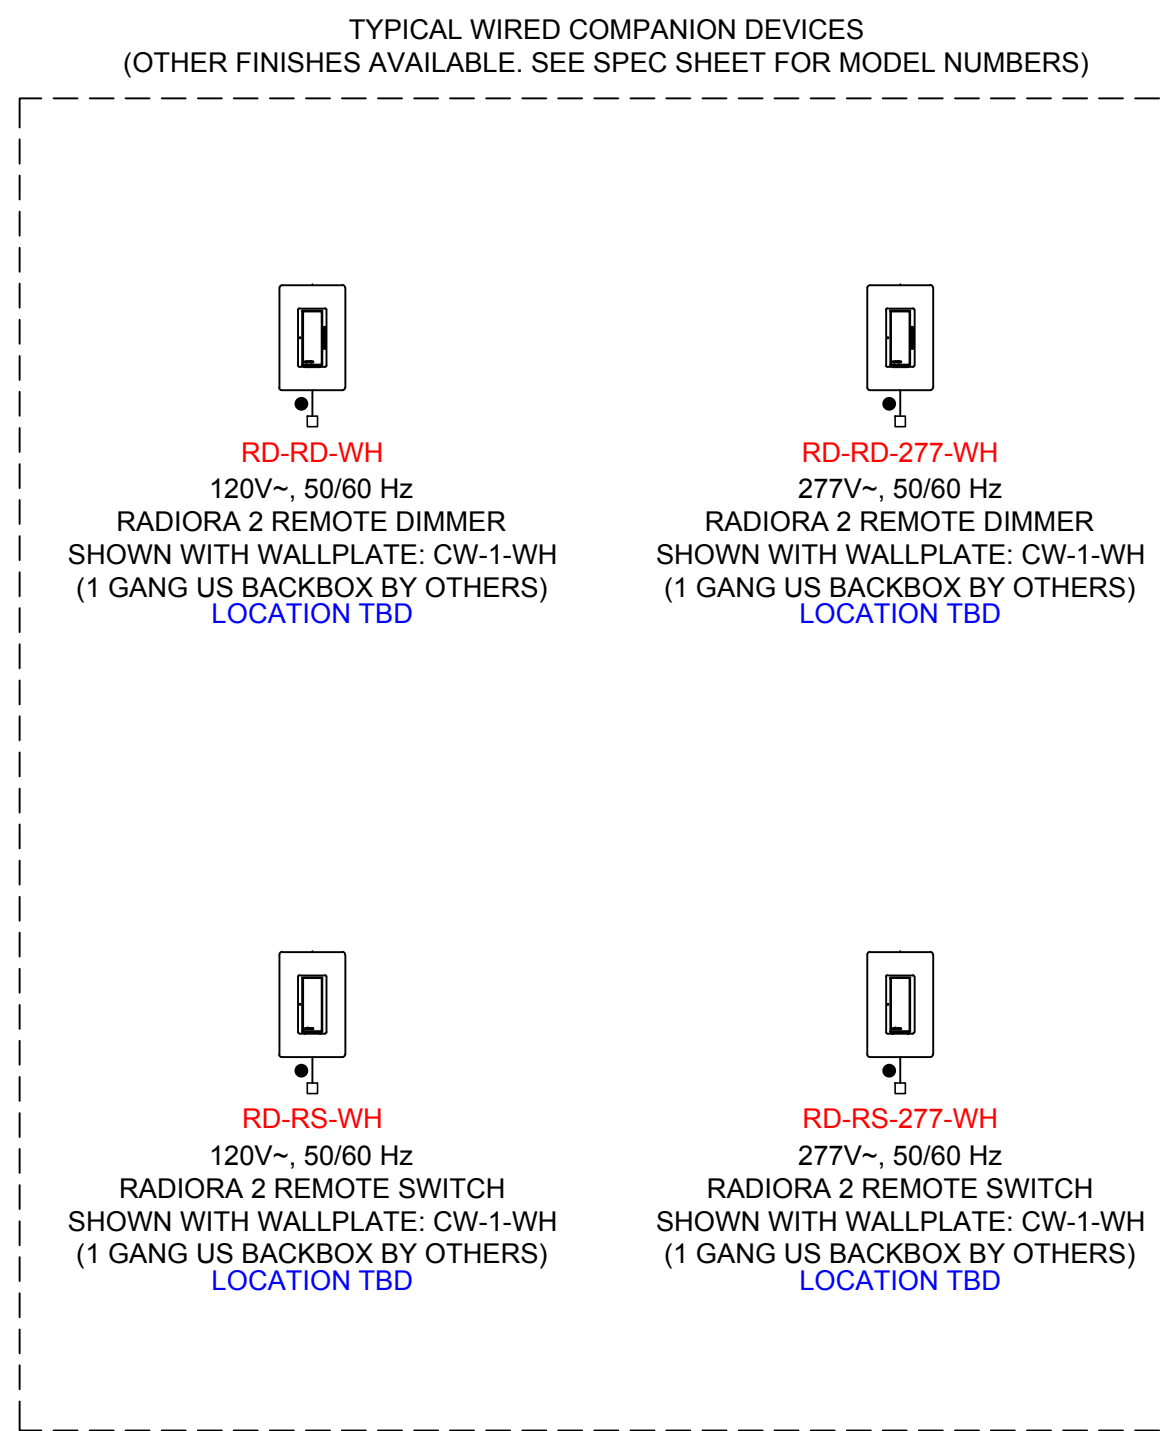 TYPICAL WIRED COMPANION DEVICES
(OTHER FINISHES AVAILABLE. SEE SPEC SHEET FOR MODEL NUMBERS)
RD-RD-WH
120V~, 50/60 Hz
RADIORA 2 REMOTE DIMMER
SHOWN WITH WALLPLATE: CW-1-WH
(1 GANG US BACKBOX BY OTHERS)
LOCATION TBD
RD-RD-277-WH
277V~, 50/60 Hz
RADIORA 2 REMOTE DIMMER
SHOWN WITH WALLPLATE: CW-1-WH
(1 GANG US BACKBOX BY OTHERS)
LOCATION TBD
RD-RS-WH
120V~, 50/60 Hz
RADIORA 2 REMOTE SWITCH
SHOWN WITH WALLPLATE: CW-1-WH
(1 GANG US BACKBOX BY OTHERS)
LOCATION TBD
RD-RS-277-WH
277V~, 50/60 Hz
RADIORA 2 REMOTE SWITCH
SHOWN WITH WALLPLATE: CW-1-WH
(1 GANG US BACKBOX BY OTHERS)
LOCATION TBD